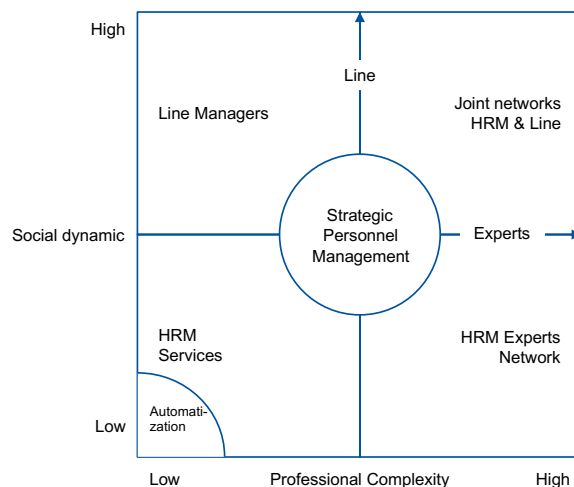 High
Line
Line Managers
Joint networks
HRM & Line
Social dynamic
Strategic
Personnel
Management
Experts
HRM
Services
HRM Experts
Network
Automati-
zation
Low
Low
Professional Complexity
High